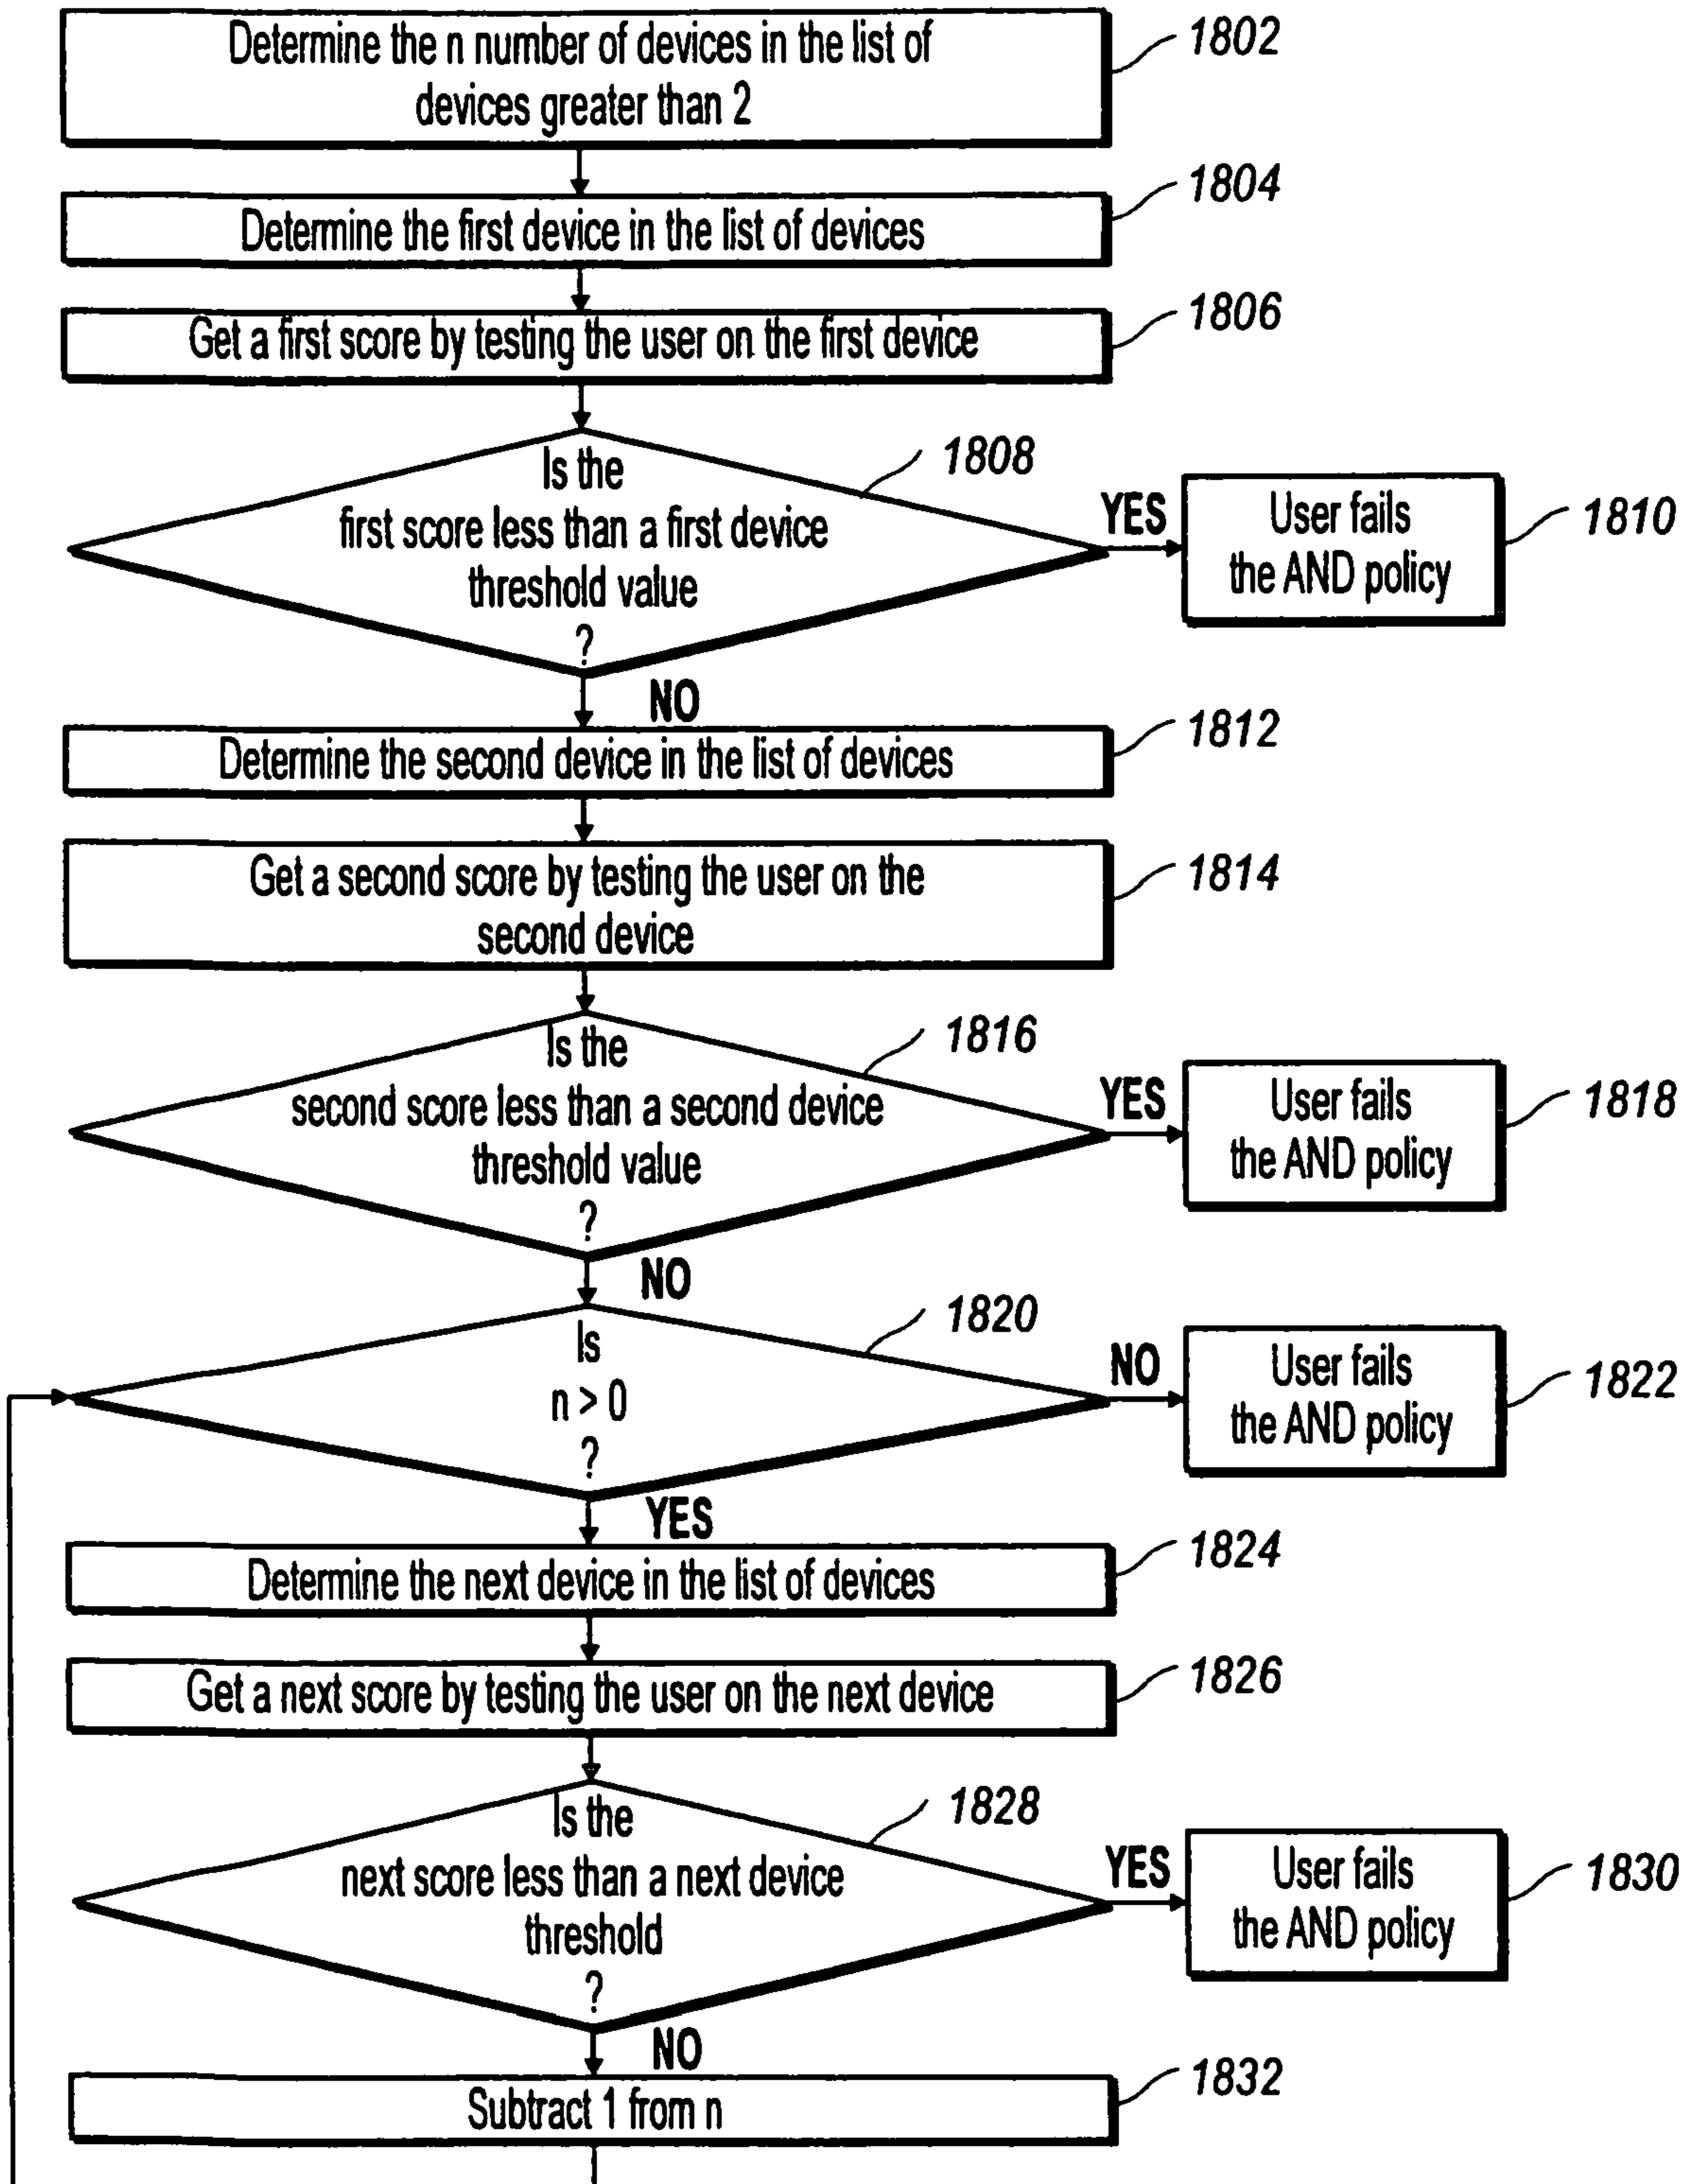 Determine the n number of devices in the list of
devices greater than 2
1802
Determine the first device in the list of devices
1804
Get a first score by testing the user on the first device
1806
Is the
first score less than a first device
threshold value
?
1808
YES
User fails
the AND policy
1810
NO
Determine the second device in the list of devices
1812
Get a second score by testing the user on the
second device
1814
Is the
second score less than a second device
threshold value
?
1816
YES
User fails
the AND policy
1818
NO
Is
n > 0
?
1820
NO
User fails
the AND policy
1822
YES
Determine the next device in the list of devices
1824
Get a next score by testing the user on the next device
1826
Is the
next score less than a next device
threshold
?
1828
YES
User fails
the AND policy
1830
NO
Subtract 1 from n
1832